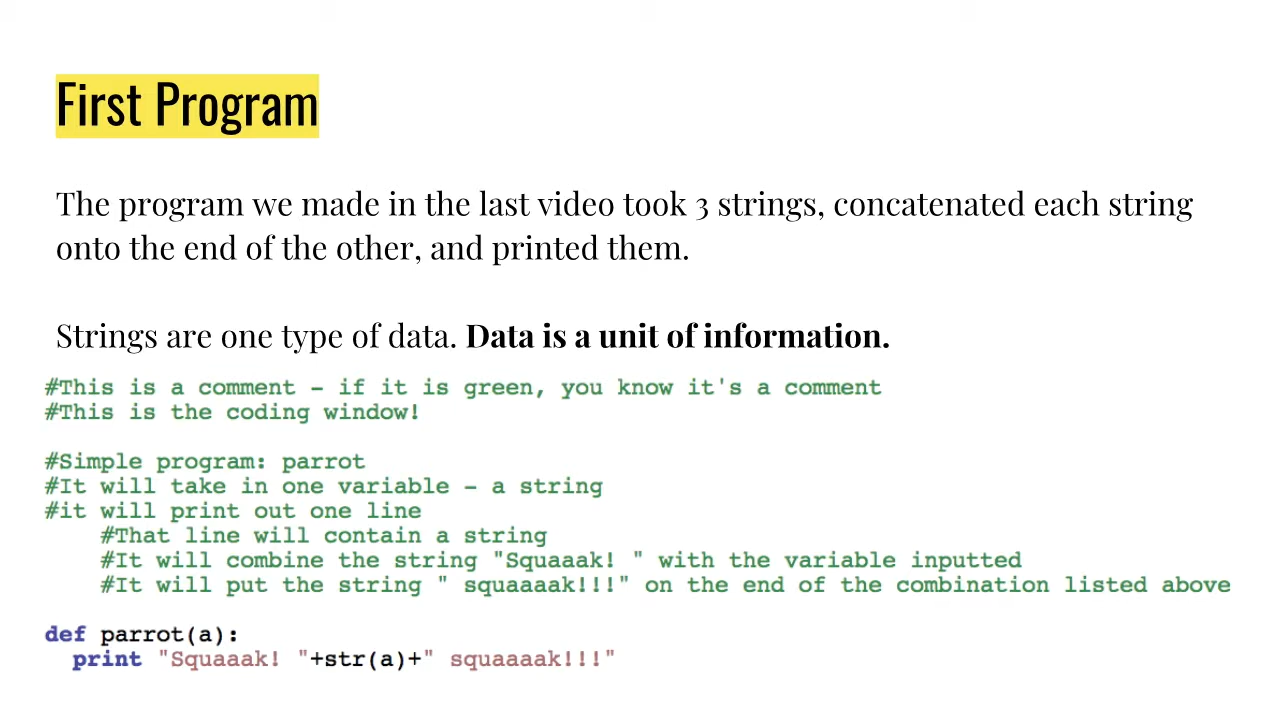 First Program
The program we made in the last video took 3 strings, concatenated each string
onto the end of the other, and printed them.
Strings are one type of data. Data is a unit of information.
#This is a comment – if it is green, you know it's a comment
#This is the coding window!
#Simple program: parrot
#It will take in one variable – a string
#it will print out one line
#That line will contain a string
#It will combine the string "Squaaak! " with the variable inputted
#It will put the string " squaaaak!!!" on the end of the combination listed above
def parrot(a):
print "Squaaak! "+str(a)+" squaaaak!!!"